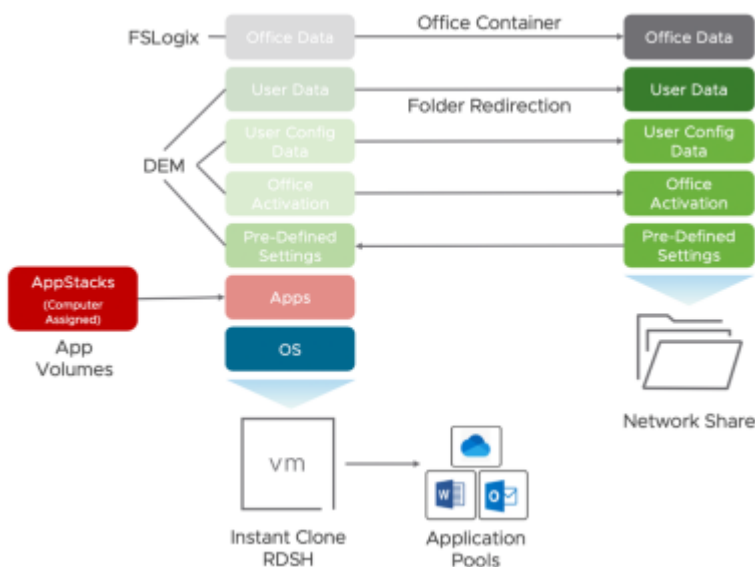 FSLogix
Office Data
Office Container
Office Data
User Data
Folder Redirection
User Data
DEM
User Config
Data
User Config
Data
Office
Activation
Office
Activation
Pre-Defined
Settings
Pre-Defined
Settings
AppStacks
(Computer
Assigned)
App
Volumes
Apps
OS
Network Share
vm
W
O
Instant Clone
RDSH
Application
Pools